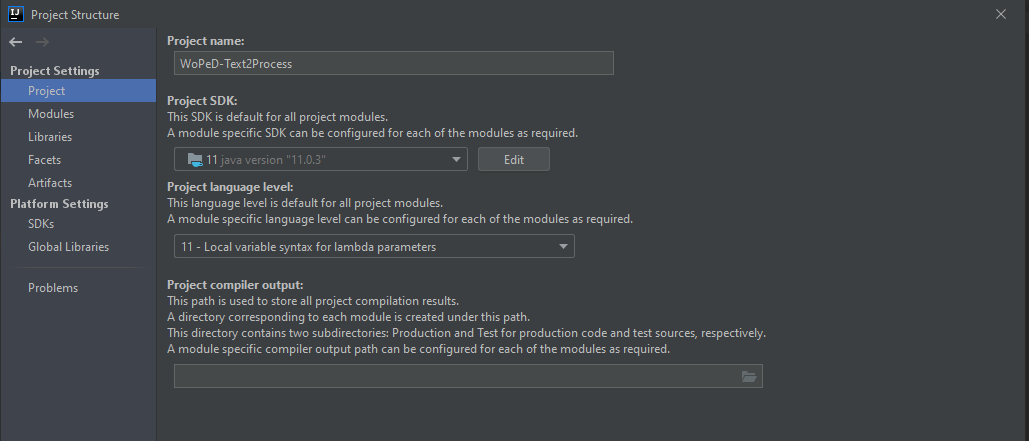 IJ Project Structure
Project Settings
Project
Modules
Libraries
Facets
Artifacts
Platform Settings
SDKs
Global Libraries
Problems
Project name:
WoPeD-Text2Process
Project SDK:
This SDK is default for all project modules.
A module specific SDK can be configured for each of the modules as required.
11 java version "11.0.3"
Edit
Project language level:
This language level is default for all project modules.
A module specific language level can be configured for each of the modules as required.
11 - Local variable syntax for lambda parameters
Project compiler output:
This path is used to store all project compilation results.
A directory corresponding to each module is created under this path.
This directory contains two subdirectories: Production and Test for production code and test sources, respectively.
A module specific compiler output path can be configured for each of the modules as required.